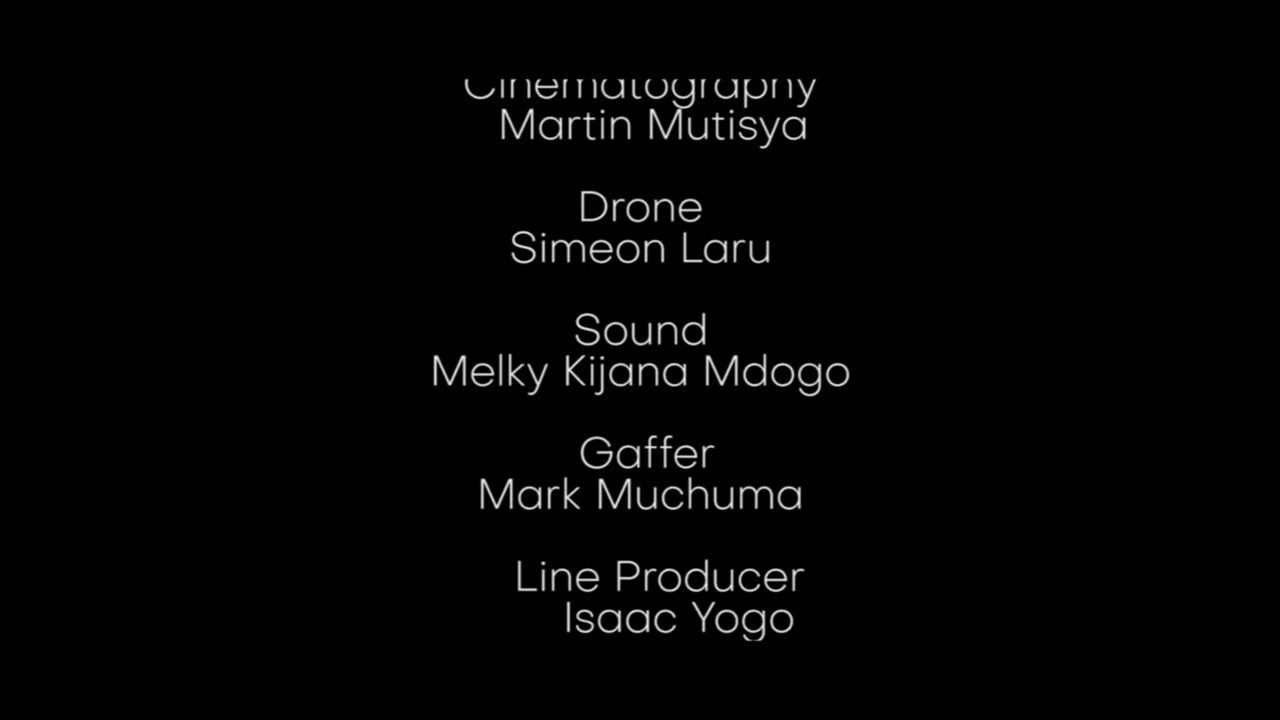 Cinematography
Martin Mutisya
Drone
Simeon Laru
Sound
Melky Kijana Mdogo
Gaffer
Mark Muchuma
Line Producer
Isaac Yogo